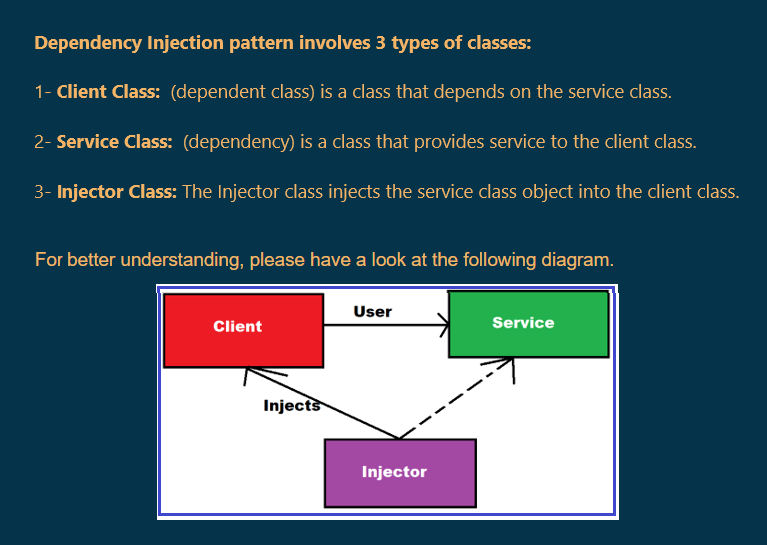 Dependency Injection pattern involves 3 types of classes:
1- Client Class: (dependent class) is a class that depends on the service class.
2- Service Class: (dependency) is a class that provides service to the client class.
3- Injector Class: The Injector class injects the service class object into the client class.
For better understanding, please have a look at the following diagram.
User
Client
Service
Injects
Injector